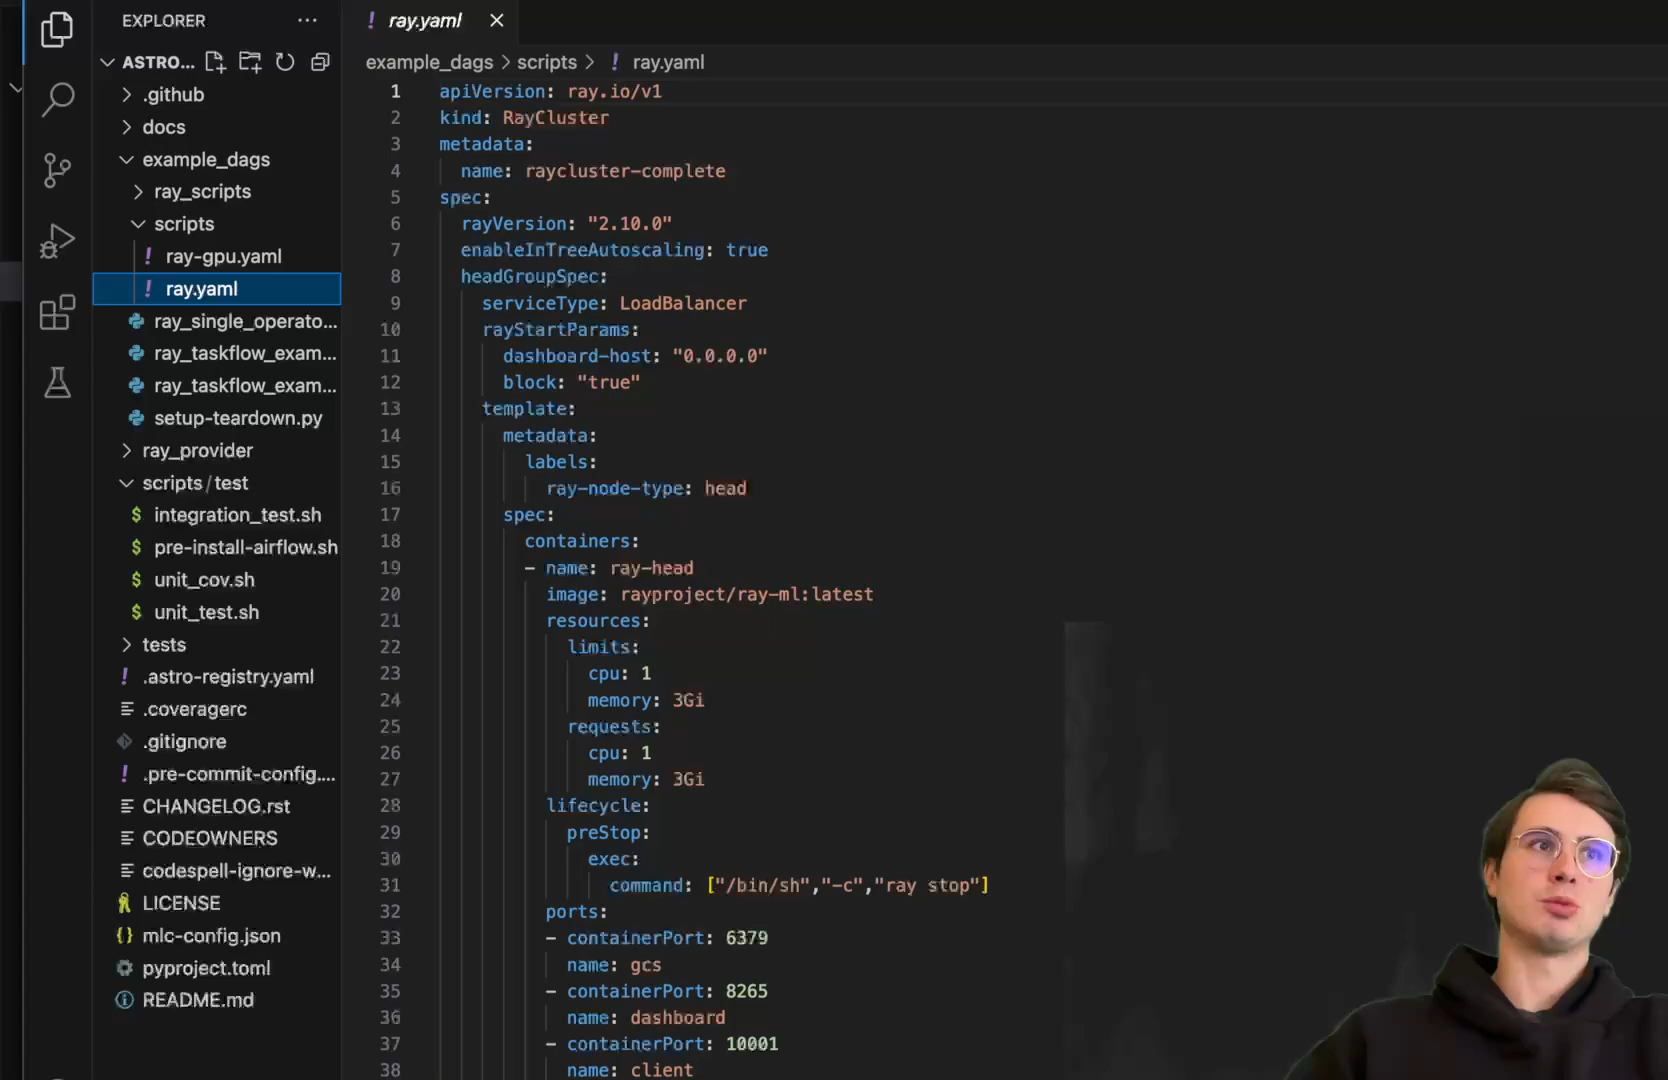 EXPLORER
ASTRO...
.github
docs
example_dags
ray_scripts
scripts
ray-gpu.yaml
ray.yaml
ray_single_operato...
ray_taskflow_exam...
ray_taskflow_exam...
setup-teardown.py
ray_provider
scripts/test
integration_test.sh
pre-install-airflow.sh
unit_cov.sh
unit_test.sh
tests
.astro-registry.yaml
.coveragerc
.gitignore
.pre-commit-config....
CHANGELOG.rst
CODEOWNERS
codespell-ignore-w...
LICENSE
mlc-config.json
pyproject.toml
README.md
ray.yaml
example_dags > scripts > ! ray.yaml
1 apiVersion: ray.io/v1
2 kind: RayCluster
3 metadata:
4 name: raycluster-complete
5 spec:
6 rayVersion: "2.10.0"
7 enableInTreeAutoscaling: true
8 headGroupSpec:
9 serviceType: LoadBalancer
10 rayStartParams:
11 dashboard-host: "0.0.0.0"
12 block: "true"
13 template:
14 metadata:
15 labels:
16 ray-node-type: head
17 spec:
18 containers:
19 - name: ray-head
20 image: rayproject/ray-ml:latest
21 resources:
22 limits:
23 cpu: 1
24 memory: 3Gi
25 requests:
26 cpu: 1
27 memory: 3Gi
28 lifecycle:
29 preStop:
30 exec:
31 command: ["/bin/sh","-c","ray stop"]
32 ports:
33 - containerPort: 6379
34 name: gcs
35 - containerPort: 8265
36 name: dashboard
37 - containerPort: 10001
38 name: client